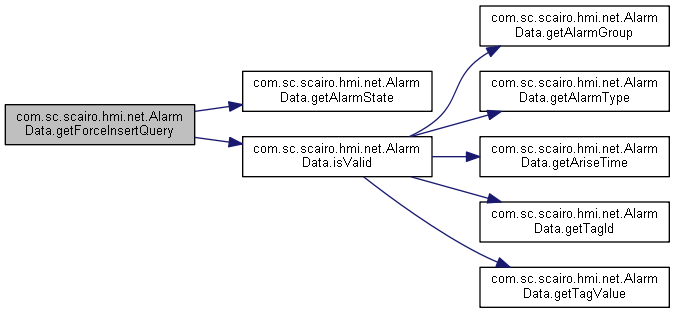 com.sc.scairo.hmi.net.Alarm
Data.getForceInsertQuery
com.sc.scairo.hmi.net.Alarm
Data.getAlarmState
com.sc.scairo.hmi.net.Alarm
Data.isValid
com.sc.scairo.hmi.net.Alarm
Data.getAlarmGroup
com.sc.scairo.hmi.net.Alarm
Data.getAlarmType
com.sc.scairo.hmi.net.Alarm
Data.getAriseTime
com.sc.scairo.hmi.net.Alarm
Data.getTagId
com.sc.scairo.hmi.net.Alarm
Data.getTagValue